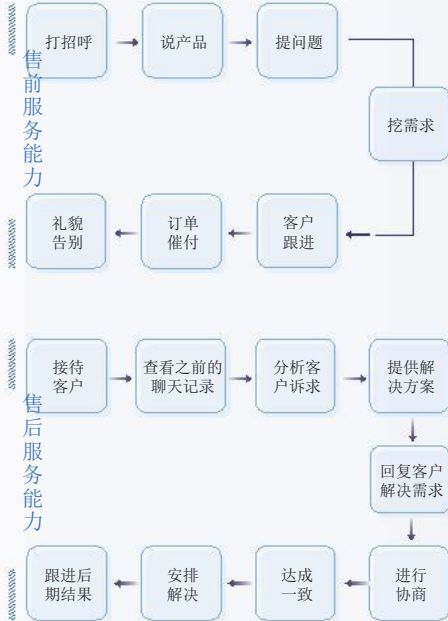 售前服务能力
打招呼
说产品
提问题
挖需求
客户
跟进
订单
催付
礼貌
告别
售后服务能力
接待
客户
查看之前的
聊天记录
分析客
户诉求
提供解
决方案
回复客户
解决需求
进行
协商
达成
一致
安排
解决
跟进后
期结果